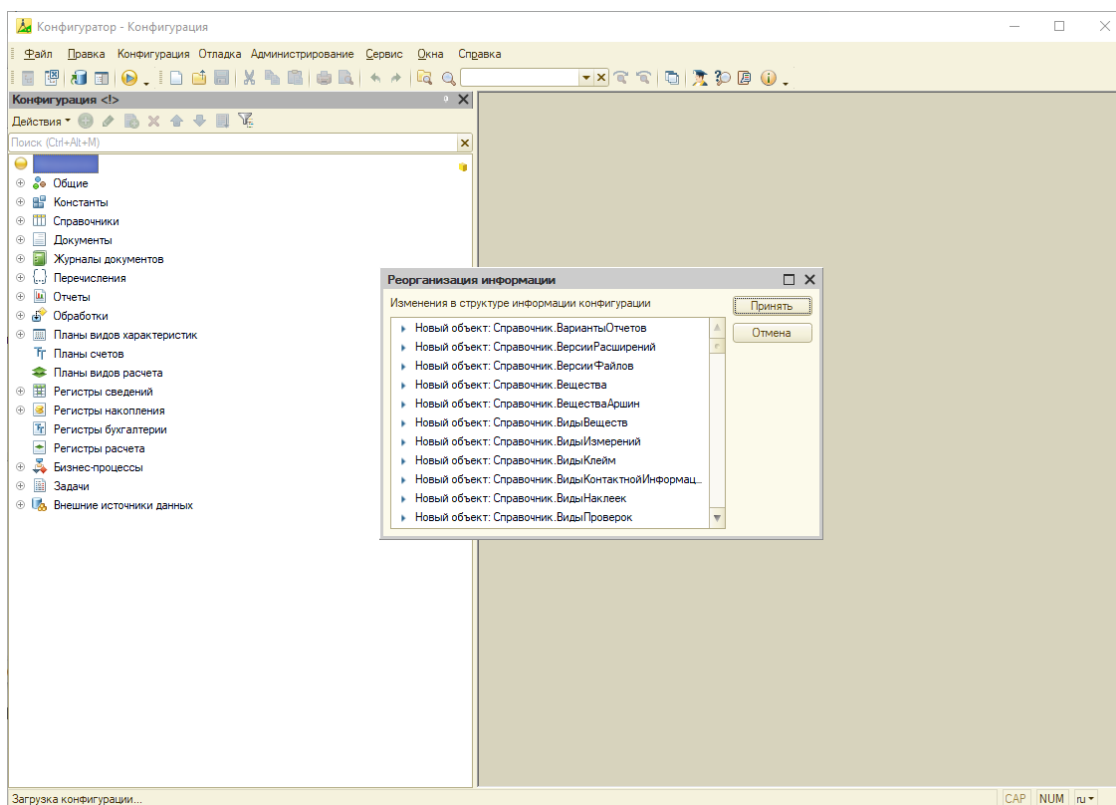 Конфигуратор - Конфигурация
Файл Правка Конфигурация Отладка Администрирование Сервис Окна Справка
Конфигурация <!>
Действия
Поиск (Ctrl+Alt+M)
Общие
Константы
Справочники
Документы
Журналы документов
Перечисления
Отчеты
Обработки
Планы видов характеристик
Планы счетов
Планы видов расчета
Регистры сведений
Регистры накопления
Регистры бухгалтерии
Регистры расчета
Бизнес-процессы
Задачи
Внешние источники данных
Реорганизация информации
Изменения в структуре информации конфигурации
Принять
Отмена
Новый объект: Справочник.ВариантыОтчетов
Новый объект: Справочник.ВерсииРасширений
Новый объект: Справочник.ВерсииФайлов
Новый объект: Справочник.Вещества
Новый объект: Справочник.ВеществаАршин
Новый объект: Справочник.ВидыВеществ
Новый объект: Справочник.ВидыИзмерений
Новый объект: Справочник.ВидыКлейм
Новый объект: Справочник.ВидыКонтактнойИнформац...
Новый объект: Справочник.ВидыНаклеек
Новый объект: Справочник.ВидыПроверок
Загрузка конфигурации...
CAP NUM ru